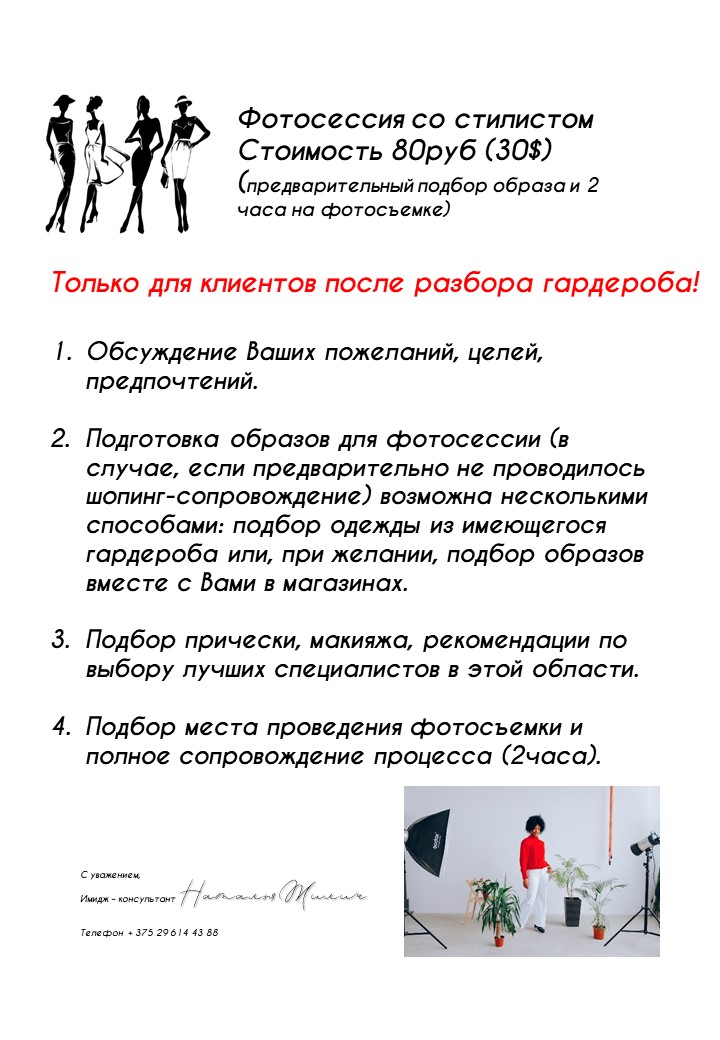 Фотосессия со стилистом
Стоимость 80руб (30$)
(предварительный подбор образа и 2
часа на фотосъемке)
Только для клиентов после разбора гардероба!
1. Обсуждение Ваших пожеланий, целей,
предпочтений.
2. Подготовка образов для фотосессии (в
случае, если предварительно не проводилось
шопинг-сопровождение) возможна несколькими
способами: подбор одежды из имеющегося
гардероба или, при желании, подбор образов
вместе с Вами в магазинах.
3. Подбор прически, макияжа, рекомендации по
выбору лучших специалистов в этой области.
4. Подбор места проведения фотосъемки и
полное сопровождение процесса (2часа).
С уважением,
Имидж – консультант Наталья Милич
Телефон + 375 29 614 43 88